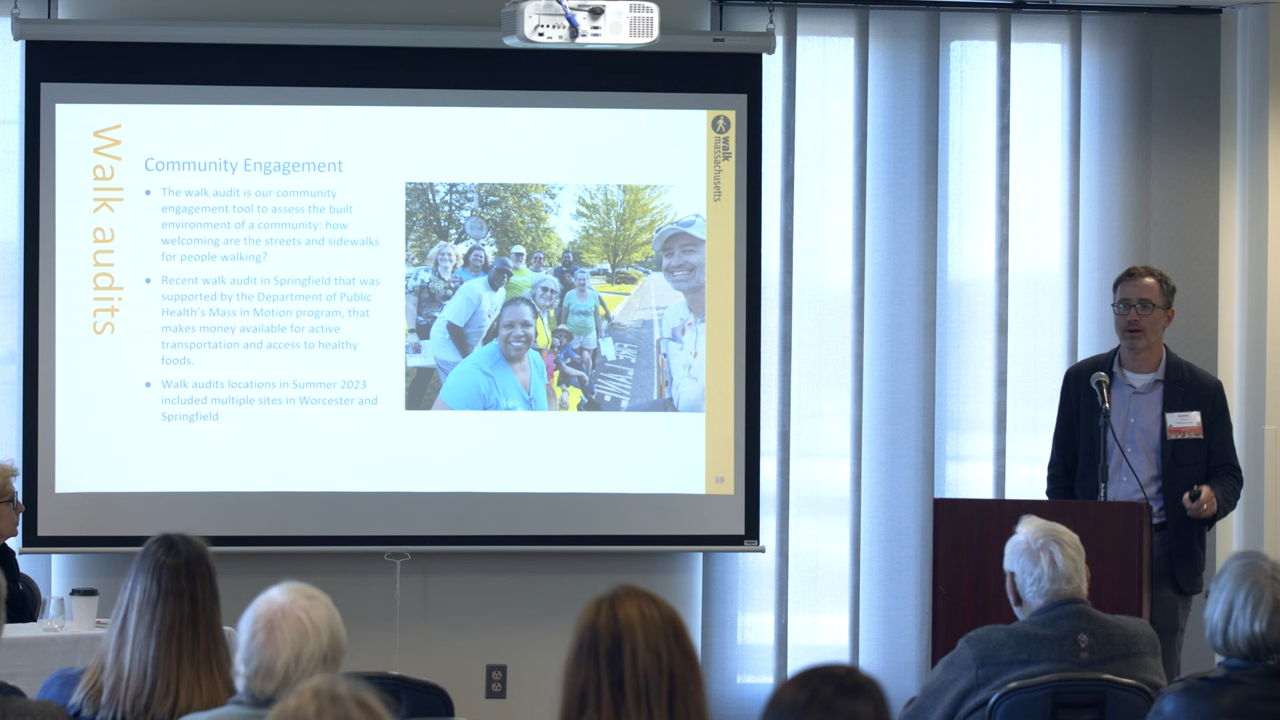 Walk audits
Community Engagement
● The walk audit is our community
engagement tool to assess the built
environment of a community: how
welcoming are the streets and sidewalks
for people walking?
● Recent walk audit in Springfield that was
supported by the Department of Public
Health's Mass in Motion program, that
makes money available for active
transportation and access to healthy
foods.
● Walk audits locations in Summer 2023
included multiple sites in Worcester and
Springfield
walk
massachusetts
39